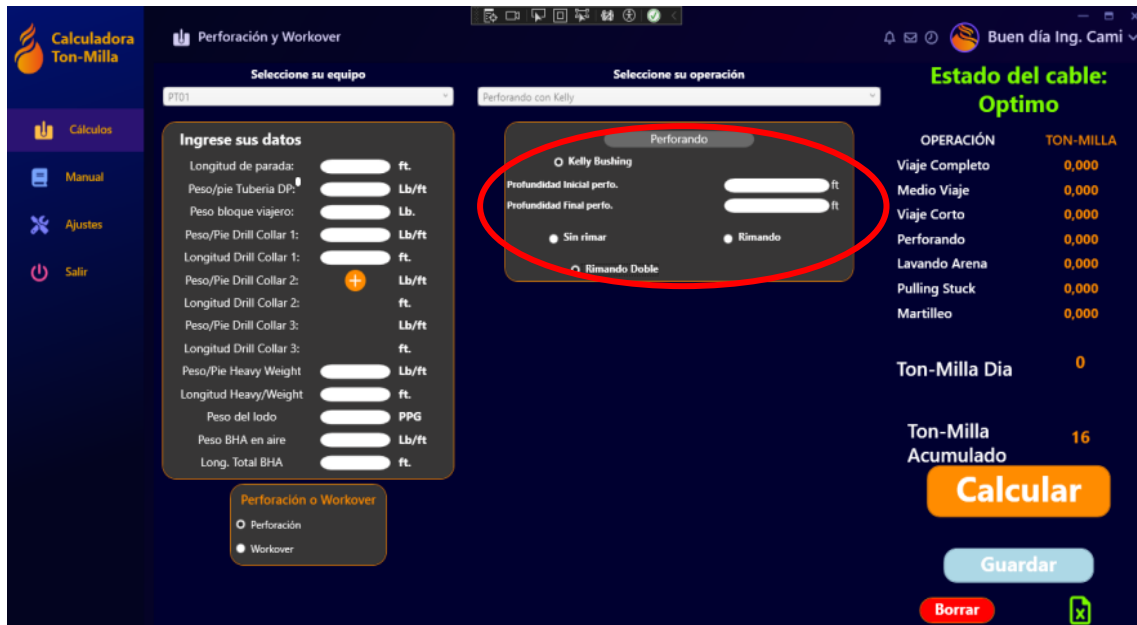 Calculadora
Ton-Milla
Perforación y Workover
Buen día Ing. Cami
Cálculos
Manual
Ajustes
Salir
Seleccione su equipo
PT01
Seleccione su operación
Perforando con Kelly
Ingrese sus datos
Longitud de parada: ft.
Peso/pie Tuberia DP: Lb/ft
Peso bloque viajero: Lb.
Peso/Pie Drill Collar 1: Lb/ft
Longitud Drill Collar 1: ft.
Peso/Pie Drill Collar 2: + Lb/ft
Longitud Drill Collar 2: ft.
Peso/Pie Drill Collar 3: Lb/ft
Longitud Drill Collar 3: ft.
Peso/Pie Heavy Weight Lb/ft
Longitud Heavy/Weight ft.
Peso del lodo PPG
Peso BHA en aire Lb/ft
Long. Total BHA ft.
Perforación o Workover
Perforación
Workover
Perforando
Kelly Bushing
Profundidad Inicial perfo. ft
Profundidad Final perfo. ft
Sin rimar Rimando
Rimando Doble
Estado del cable:
Optimo
OPERACIÓN TON-MILLA
Viaje Completo 0,000
Medio Viaje 0,000
Viaje Corto 0,000
Perforando 0,000
Lavando Arena 0,000
Pulling Stuck 0,000
Martilleo 0,000
Ton-Milla Dia 0
Ton-Milla
Acumulado 16
Calcular
Guardar
Borrar
X